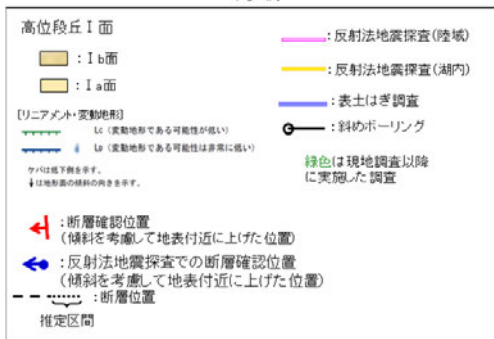 高位段丘Ⅰ面
：Ⅰb面
：Ⅰa面
[リニアメント・変動地形]
Lc（変動地形である可能性が低い）
Lp（変動地形である可能性は非常に低い）
ケバは低下側を示す。
↓は地形面の傾斜の向きを示す。
：反射法地震探査(陸域)
：反射法地震探査(湖内)
：表土はぎ調査
：斜めボーリング
緑色は現地調査以降
に実施した調査
：断層確認位置
(傾斜を考慮して地表付近に上げた位置)
：反射法地震探査での断層確認位置
(傾斜を考慮して地表付近に上げた位置)
：断層位置
推定区間